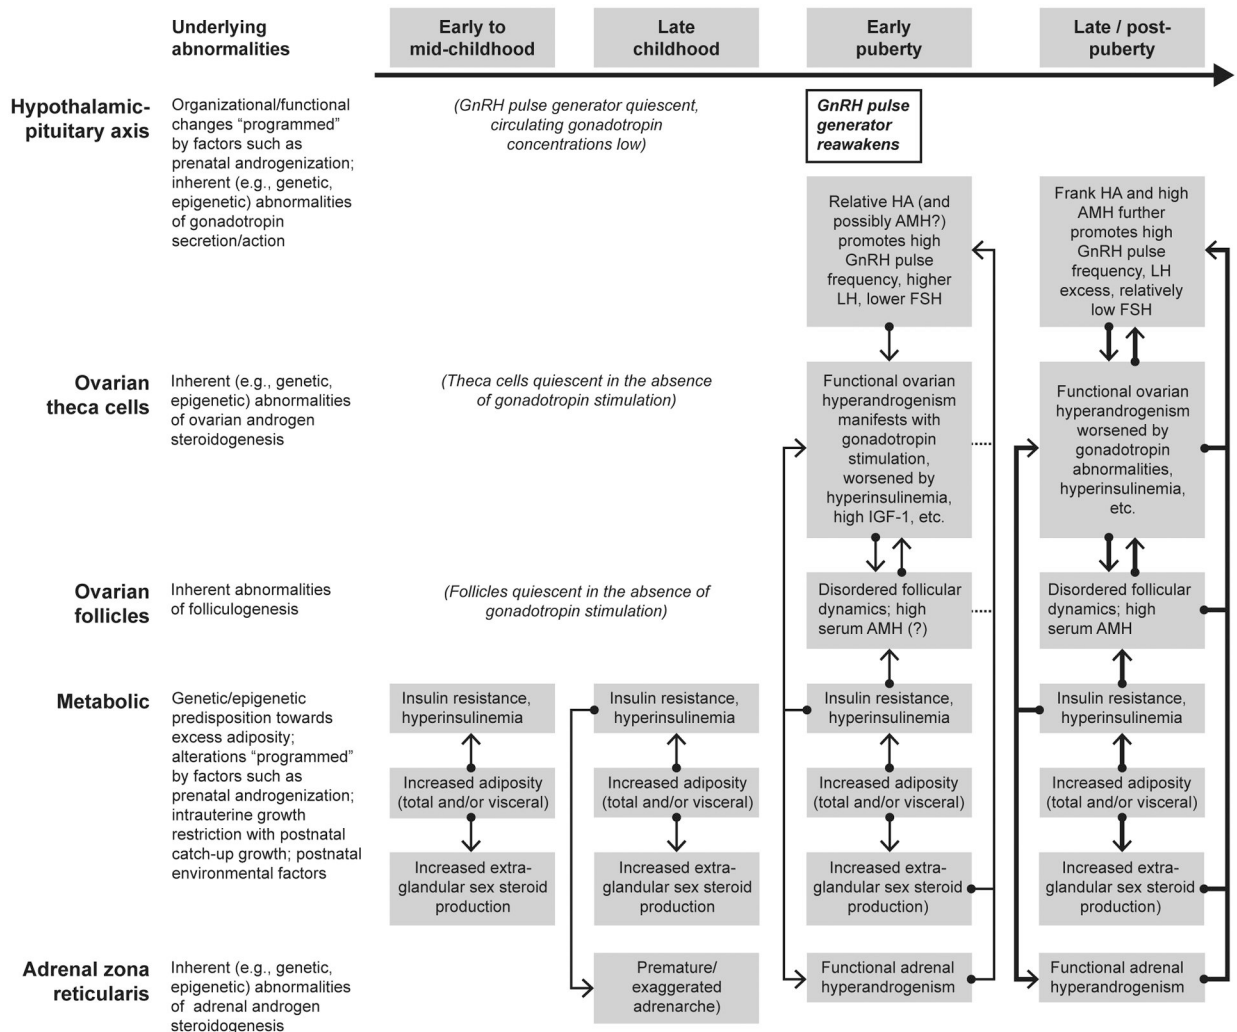 Underlying
abnormalities
Early to
mid-childhood
Late
childhood
Early
puberty
Late / post-
puberty
Hypothalamic-
pituitary axis
Organizational/functional
changes “programmed”
by factors such as
prenatal androgenization;
inherent (e.g., genetic,
epigenetic) abnormalities
of gonadotropin
secretion/action
(GnRH pulse generator quiescent,
circulating gonadotropin
concentrations low)
GnRH pulse
generator
reawakens
Relative HA (and
possibly AMH?)
promotes high
GnRH pulse
frequency, higher
LH, lower FSH
Frank HA and high
AMH further
promotes high
GnRH pulse
frequency, LH
excess, relatively
low FSH
Ovarian
theca cells
Inherent (e.g., genetic,
epigenetic) abnormalities
of ovarian androgen
steroidogenesis
(Theca cells quiescent in the absence
of gonadotropin stimulation)
Functional ovarian
hyperandrogenism
manifests with
gonadotropin
stimulation,
worsened by
hyperinsulinemia,
high IGF-1, etc.
Functional ovarian
hyperandrogenism
worsened by
gonadotropin
abnormalities,
hyperinsulinemia,
etc.
Ovarian
follicles
Inherent abnormalities
of folliculogenesis
(Follicles quiescent in the absence of
gonadotropin stimulation)
Disordered follicular
dynamics; high
serum AMH (?)
Disordered follicular
dynamics; high
serum AMH
Metabolic
Genetic/epigenetic
predisposition towards
excess adiposity;
alterations “programmed”
by factors such as
prenatal androgenization;
intrauterine growth
restriction with postnatal
catch-up growth; postnatal
environmental factors
Insulin resistance,
hyperinsulinemia
Increased adiposity
(total and/or visceral)
Increased extra-
glandular sex steroid
production
Insulin resistance,
hyperinsulinemia
Increased adiposity
(total and/or visceral)
Increased extra-
glandular sex steroid
production
Insulin resistance,
hyperinsulinemia
Increased adiposity
(total and/or visceral)
Increased extra-
glandular sex steroid
production)
Insulin resistance,
hyperinsulinemia
Increased adiposity
(total and/or visceral)
Increased extra-
glandular sex steroid
production)
Adrenal zona
reticularis
Inherent (e.g., genetic,
epigenetic) abnormalities
of adrenal androgen
steroidogenesis
Premature/
exaggerated
adrenarche)
Functional adrenal
hyperandrogenism
Functional adrenal
hyperandrogenism